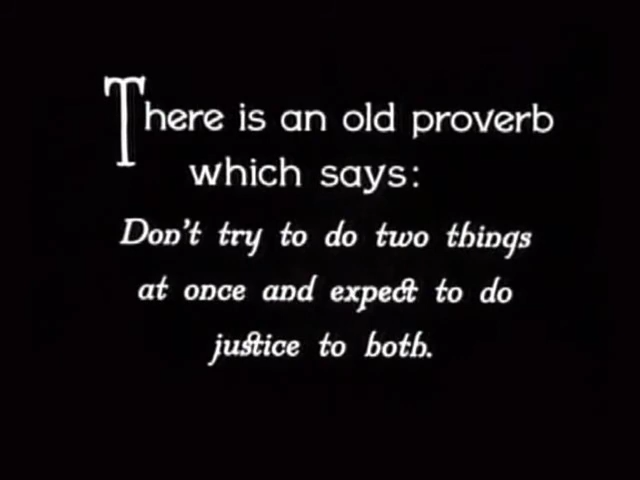 There is an old proverb
which says:
Don't try to do two things
at once and expect to do
justice to both.